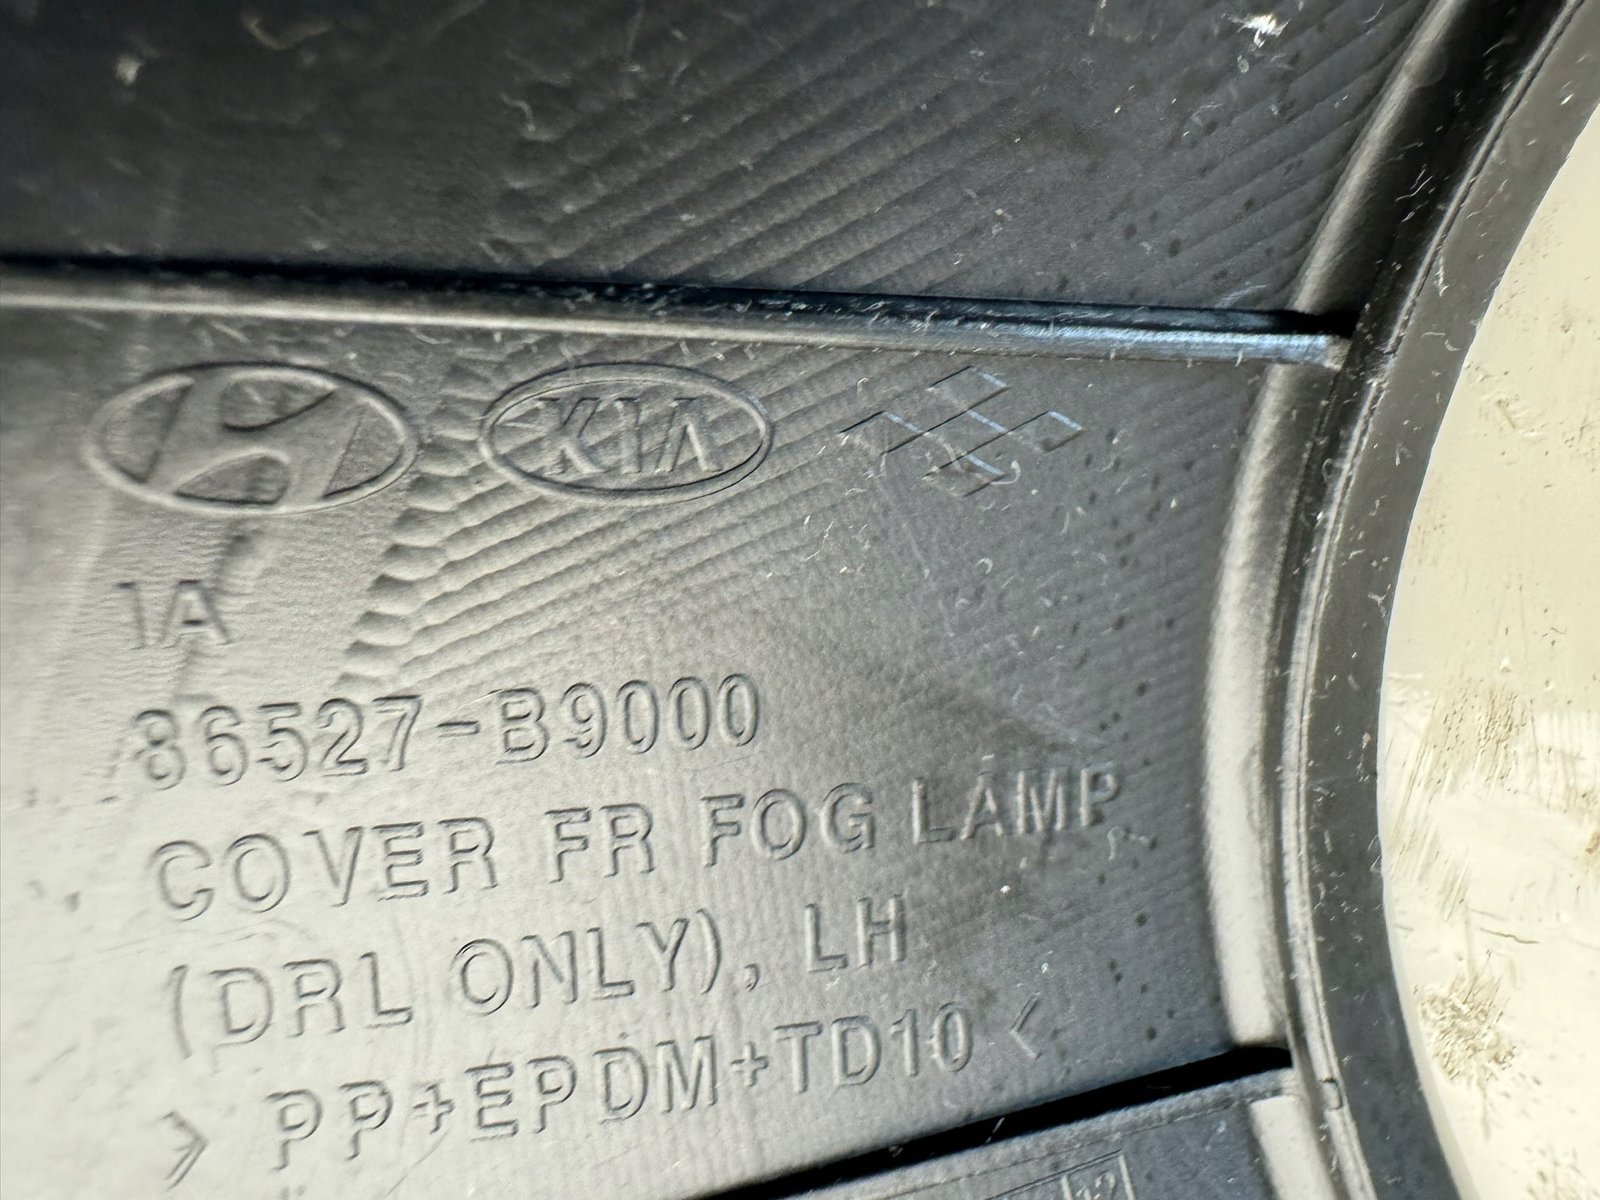 KIA
1A
86527-B9000
COVER FR FOG LAMP
(DRL ONLY), LH
> PP+EPDM+TD10 <